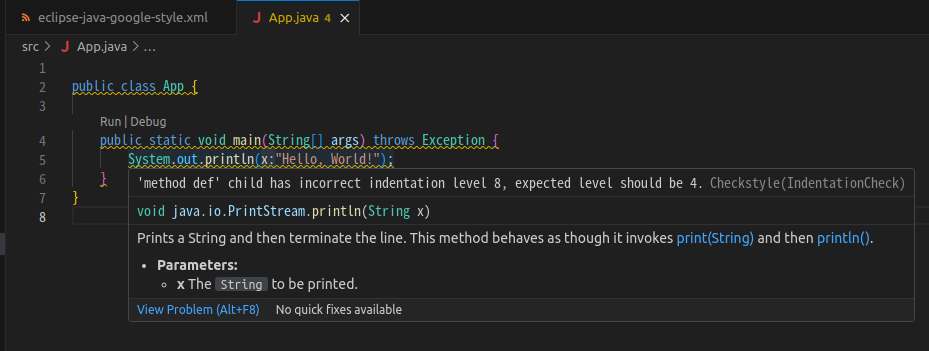 eclipse-java-google-style.xml
App.java 4 ×
src > J App.java > ...
1
2 public class App {
3
Run | Debug
4 public static void main(String[] args) throws Exception {
5 System.out.println(x:"Hello, World!");
6 }
7 }
8
'method def' child has incorrect indentation level 8, expected level should be 4. Checkstyle(IndentationCheck)
void java.io.PrintStream.println(String x)
Prints a String and then terminate the line. This method behaves as though it invokes print(String) and then println().
• Parameters:
◦ x The String to be printed.
View Problem (Alt+F8) No quick fixes available